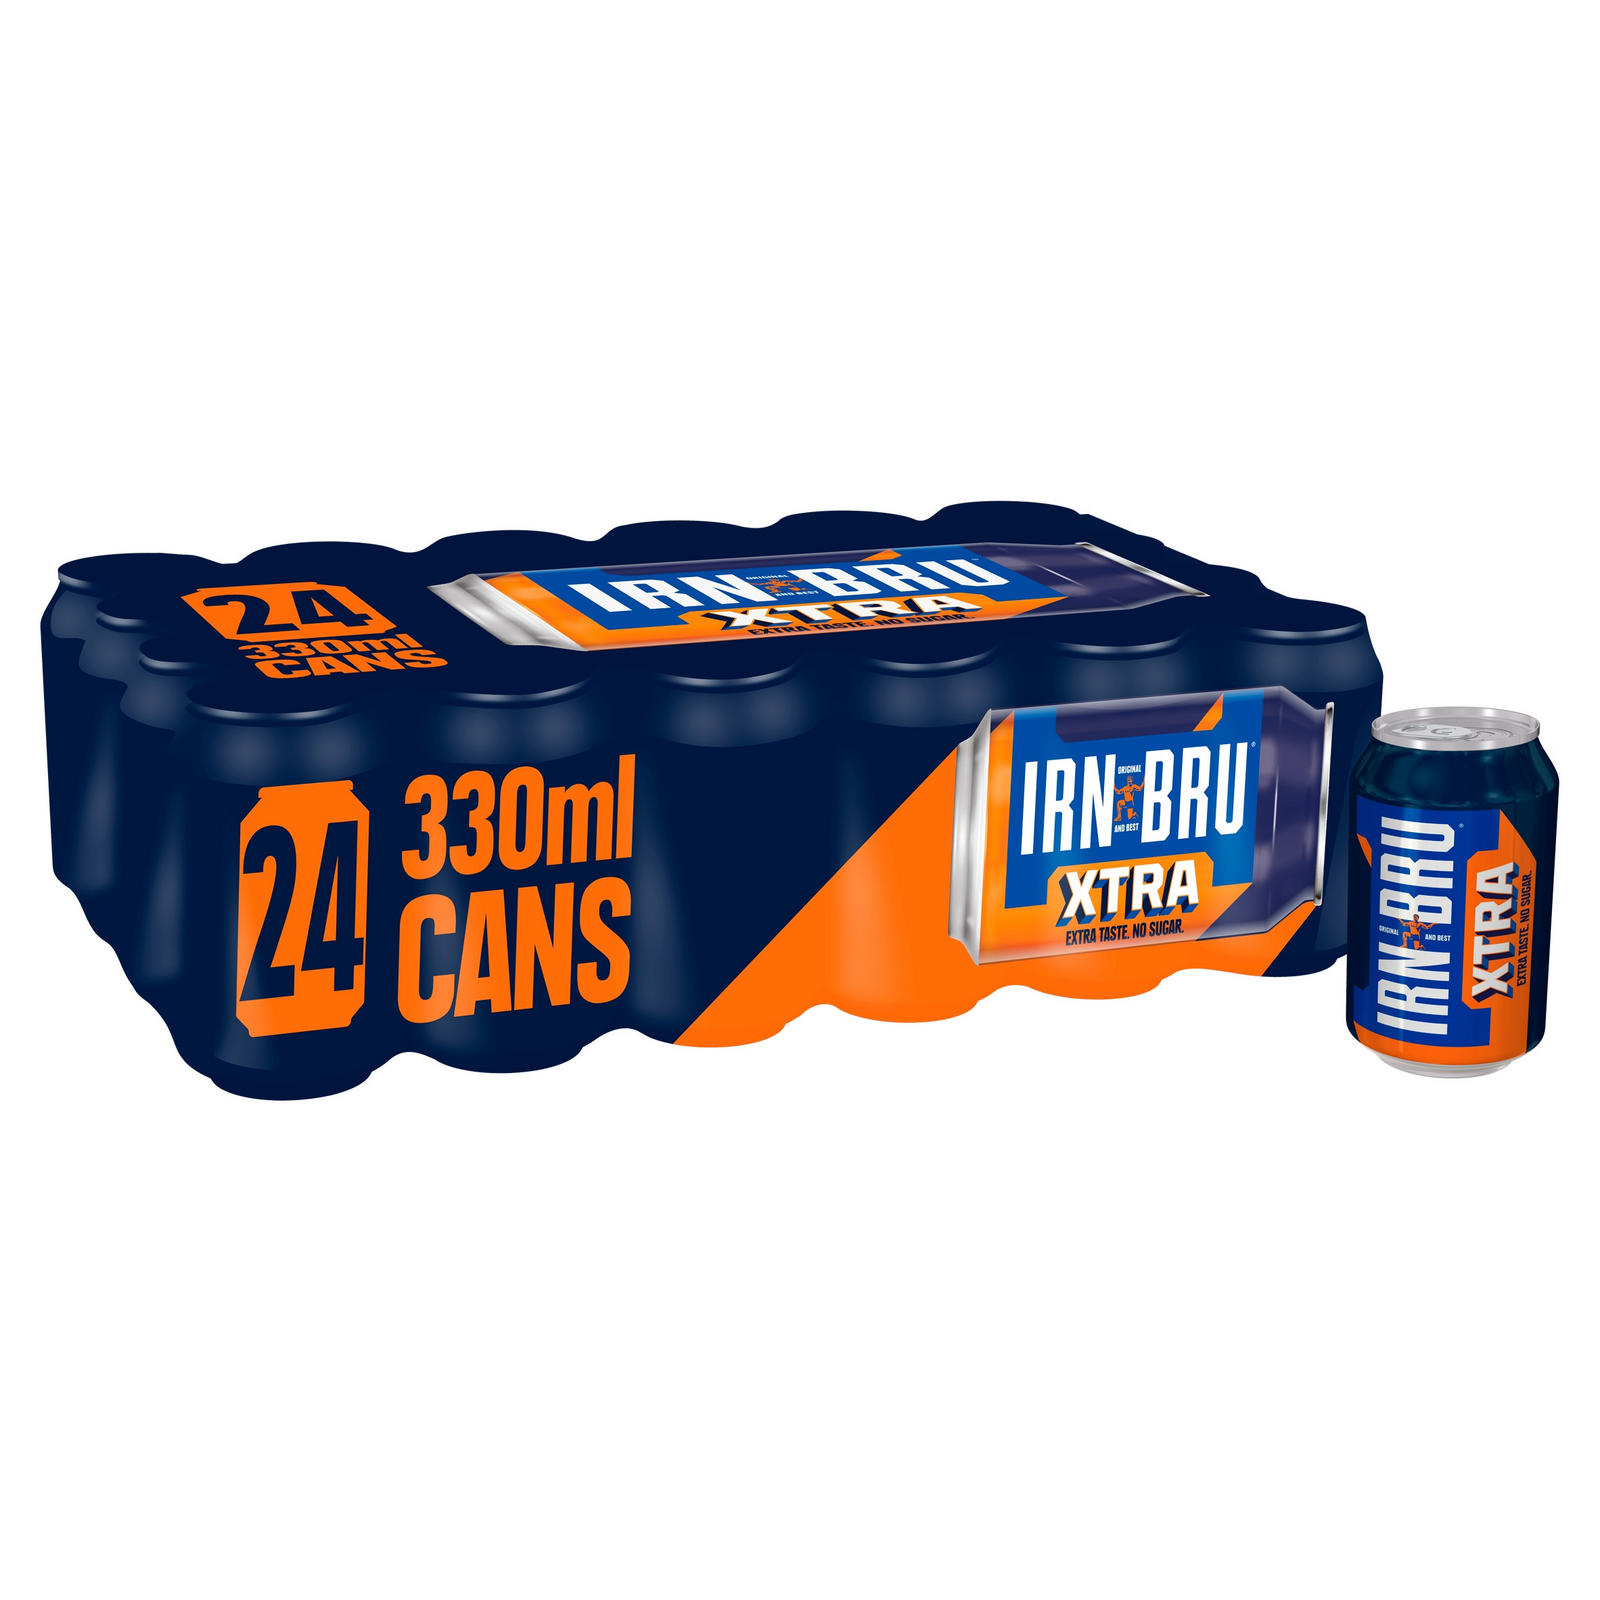 24
330ml
CANS
IRN-BRU
ORIGINAL
AND BEST
XTRA
EXTRA TASTE. NO SUGAR.
24
330ml
CANS
IRN-BRU®
ORIGINAL
AND BEST
XTRA
EXTRA TASTE. NO SUGAR.
IRN-BRU®
ORIGINAL
AND BEST
XTRA
EXTRA TASTE. NO SUGAR.